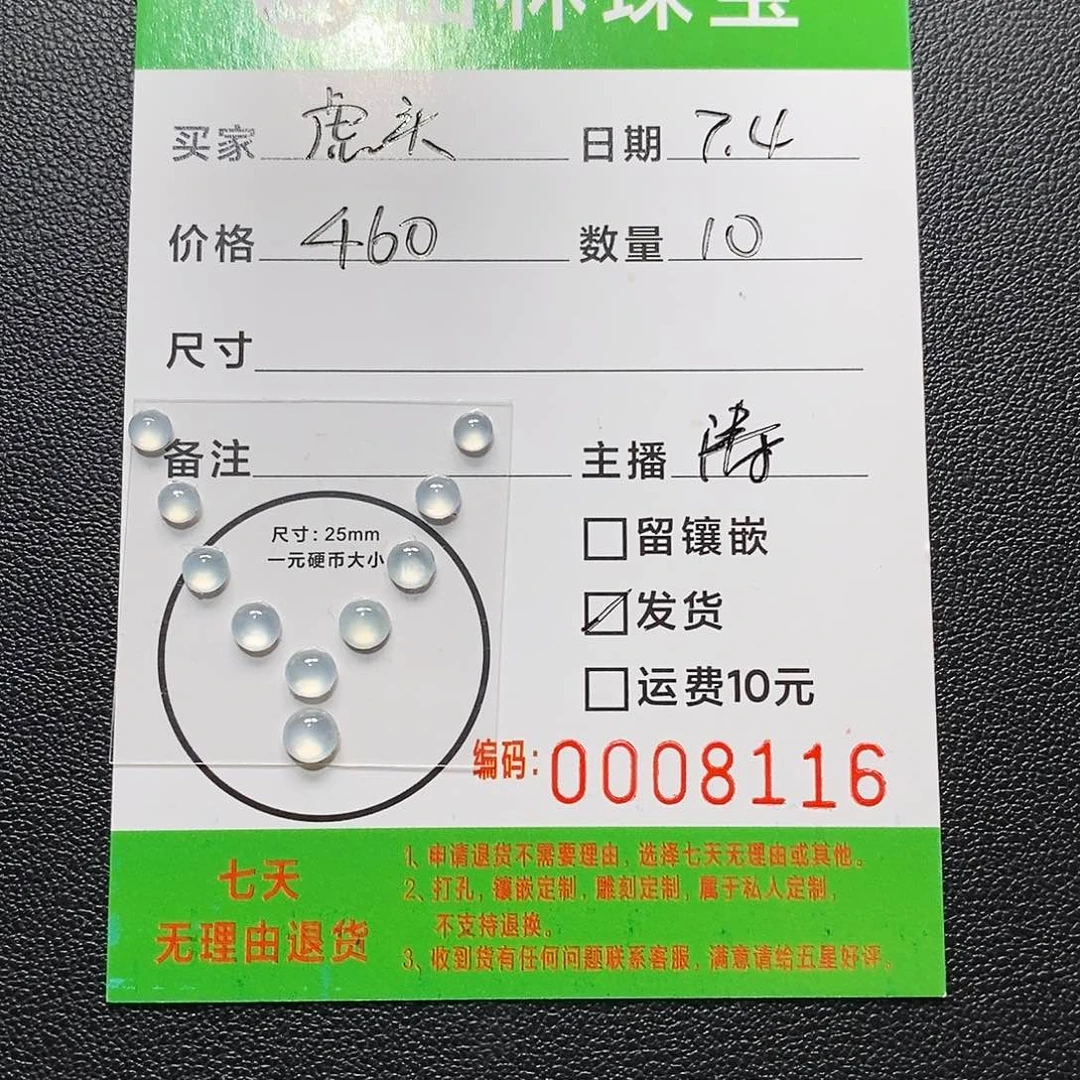 林珠宝
买家 虎头 日期 7.4
价格 460 数量 10
尺寸
备注 主播 涛
尺寸: 25mm
一元硬币大小
留镶嵌
发货
运费10元
编码: 0008116
七天
无理由退货
1、申请退货不需要理由, 选择七天无理由或其他。
2、打孔, 镶嵌定制, 雕刻定制, 属于私人定制,
不支持退换。
3、收到货有任何问题联系客服, 满意请给五星好评。